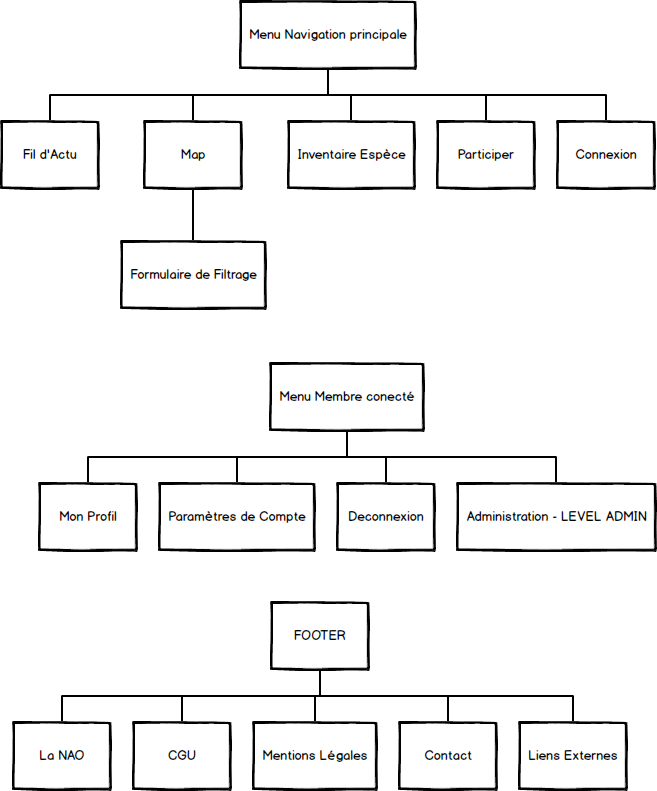 Menu Navigation principale
Fil d'Actu
Map
Inventaire Espèce
Participer
Connexion
Formulaire de Filtrage
Menu Membre conecté
Mon Profil
Paramètres de Compte
Deconnexion
Administration - LEVEL ADMIN
FOOTER
La NAO
CGU
Mentions Légales
Contact
Liens Externes